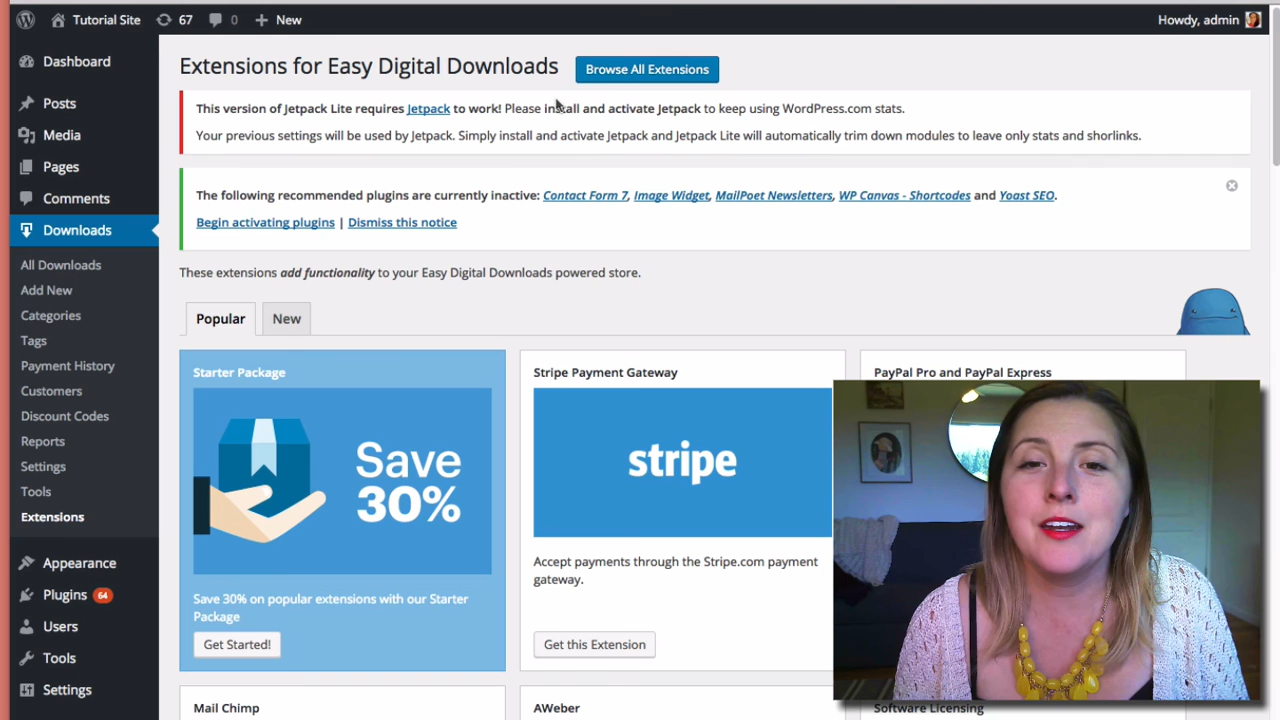 Tutorial Site
67
0
New
Howdy, admin
Dashboard
Posts
Media
Pages
Comments
Downloads
All Downloads
Add New
Categories
Tags
Payment History
Customers
Discount Codes
Reports
Settings
Tools
Extensions
Appearance
Plugins 64
Users
Tools
Settings
Extensions for Easy Digital Downloads
Browse All Extensions
This version of Jetpack Lite requires Jetpack to work! Please install and activate Jetpack to keep using WordPress.com stats.
Your previous settings will be used by Jetpack. Simply install and activate Jetpack and Jetpack Lite will automatically trim down modules to leave only stats and shorlinks.
The following recommended plugins are currently inactive: Contact Form 7, Image Widget, MailPoet Newsletters, WP Canvas - Shortcodes and Yoast SEO.
Begin activating plugins | Dismiss this notice
These extensions add functionality to your Easy Digital Downloads powered store.
Popular
New
Starter Package
Save
30%
Save 30% on popular extensions with our Starter
Package
Get Started!
Stripe Payment Gateway
stripe
Accept payments through the Stripe.com payment
gateway.
Get this Extension
PayPal Pro and PayPal Express
Mail Chimp
AWeber
Software Licensing